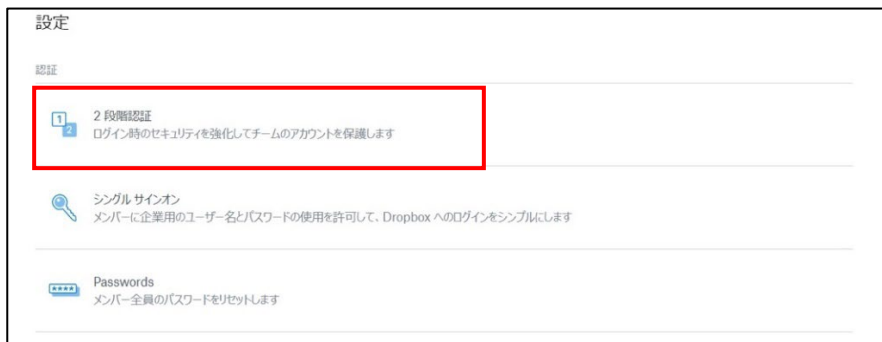 設定
認証
1
2
2 段階認証
ログイン時のセキュリティを強化してチームのアカウントを保護します
シングル サインオン
メンバーに企業用のユーザー名とパスワードの使用を許可して、Dropbox へのログインをシンプルにします
Passwords
メンバー全員のパスワードをリセットします